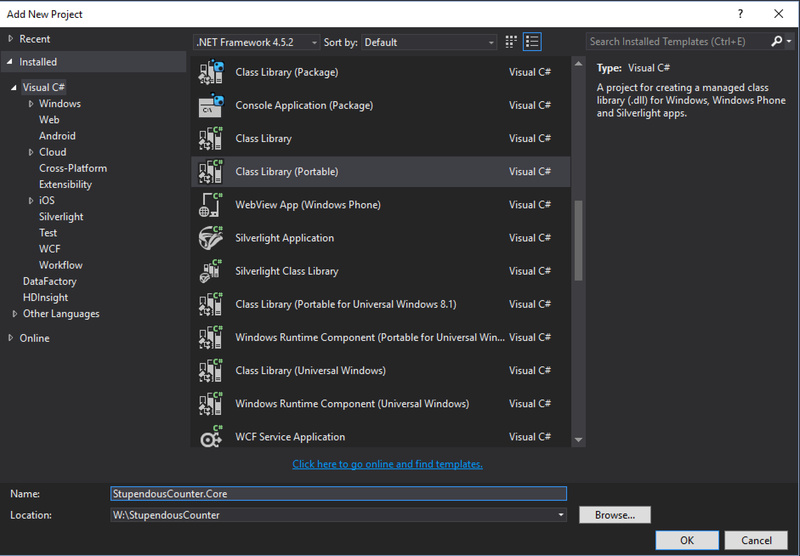 Add New Project
? 
Recent
.NET Framework 4.5.2 Sort by: Default Search Installed Templates (Ctrl+E)
Installed
Visual C#
Windows
Web
Android
Cloud
Cross-Platform
Extensibility
iOS
Silverlight
Test
WCF
Workflow
DataFactory
HDInsight
Other Languages
Online
Class Library (Package) Visual C#
Console Application (Package) Visual C#
Class Library Visual C#
Class Library (Portable) Visual C#
WebView App (Windows Phone) Visual C#
Silverlight Application Visual C#
Silverlight Class Library Visual C#
Class Library (Portable for Universal Windows 8.1) Visual C#
Windows Runtime Component (Portable for Universal Win... Visual C#
Class Library (Universal Windows) Visual C#
Windows Runtime Component (Universal Windows) Visual C#
WCF Service Application Visual C#
Click here to go online and find templates.
Type: Visual C#
A project for creating a managed class
library (.dll) for Windows, Windows Phone
and Silverlight apps.
Name: StupendousCounter.Core
Location: W:\StupendousCounter Browse...
OK Cancel